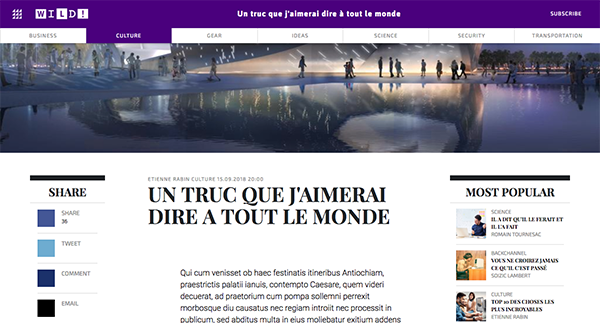 WILD!
Un truc que j'aimerai dire à tout le monde
SUBSCRIBE
BUSINESS
CULTURE
GEAR
IDEAS
SCIENCE
SECURITY
TRANSPORTATION
SHARE
SHARE
36
TWEET
COMMENT
EMAIL
ETIENNE RABIN CULTURE 15.09.2018 20:00
UN TRUC QUE J'AIMERAI
DIRE A TOUT LE MONDE
Qui cum venisset ob haec festinatis itineribus Antiochiam,
praestrictis palatii ianuis, contempto Caesare, quem videri
decuerat, ad praetorium cum pompa sollemni perrexit
morbosque diu causatus nec regiam introiit nec processit in
publicum, sed abditus multa in eius moliebatur exitium addens
MOST POPULAR
SCIENCE
IL A DIT QU'IL LE FERAIT ET
IL L'A FAIT
ROMAIN TOURNESAC
BACKCHANNEL
VOUS NE CROIREZ JAMAIS
CE QU'IL C'EST PASSÉ
SDIZIE LAMBERT
CULTURE
TOP 10 DES CHOSES LES
PLUS INCROYABLES
ETIENNE RABIN